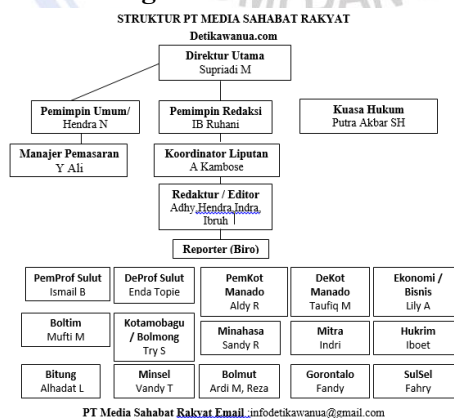 STRUKTUR PT MEDIA SAHABAT RAKYAT
Detikawanua.com
Direktur Utama
Supriadi M
Pemimpin Umum/
Hendra N
Pemimpin Redaksi
IB Ruhani
Kuasa Hukum
Putra Akbar SH
Manajer Pemasaran
Y Ali
Koordinator Liputan
A Kambose
Redaktur / Editor
Adhy,Hendra,Indra,
Ibruh
Reporter (Biro)
PemProf Sulut
Ismail B
DeProf Sulut
Enda Topie
PemKot
Manado
Aldy R
DeKot
Manado
Taufiq M
Ekonomi /
Bisnis
Lily A
Boltim
Mufti M
Kotamobagu
/ Bolmong
Try S
Minahasa
Sandy R
Mitra
Indri
Hukrim
Iboet
Bitung
Alhadat L
Minsel
Vandy T
Bolmut
Ardi M, Reza
Gorontalo
Fandy
SulSel
Fahry
PT Media Sahabat Rakyat Email ;infodetikawanua@gmail.com